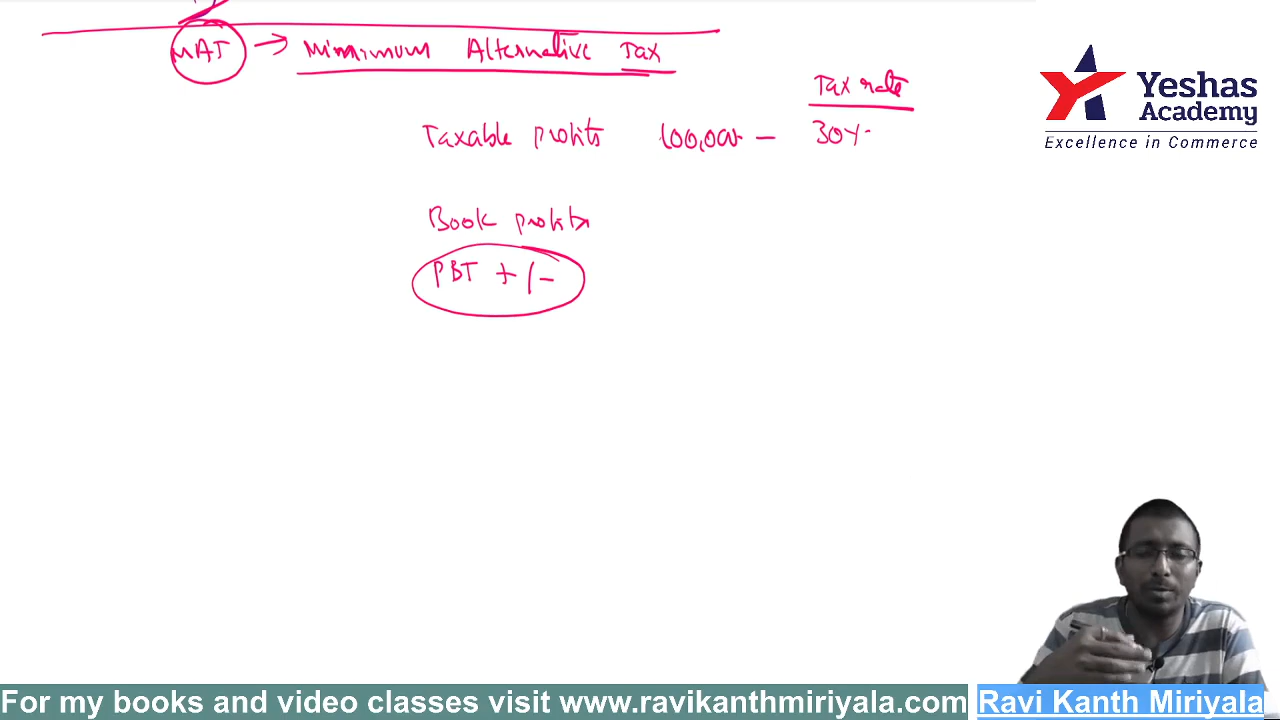 MAT → Minimum Alternative Tax
Tax rate
Taxable profits 100,000 — 30%
Book profits
PBT + / -
Yeshas
Academy
Excellence in Commerce
For my books and video classes visit www.ravikanthmiriyala.com Ravi Kanth Miriyala